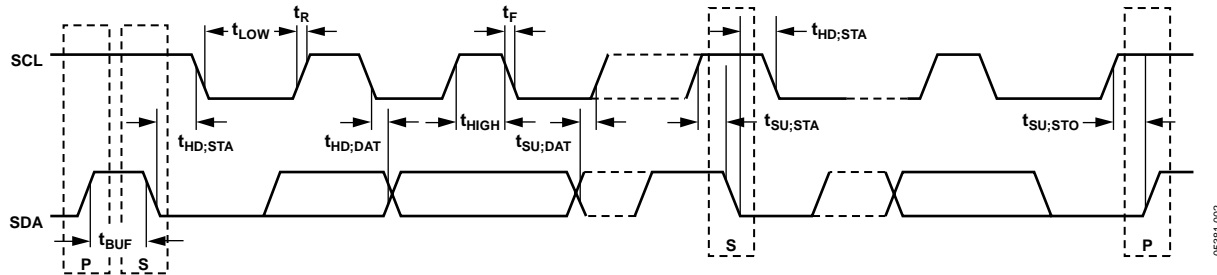 tR
tF
tLOW
tHD;STA
SCL
tHD;STA
tHD;DAT
tHIGH
tSU;DAT
tSU;STA
tSU;STO
SDA
tBUF
P
S
S
P
05381-002